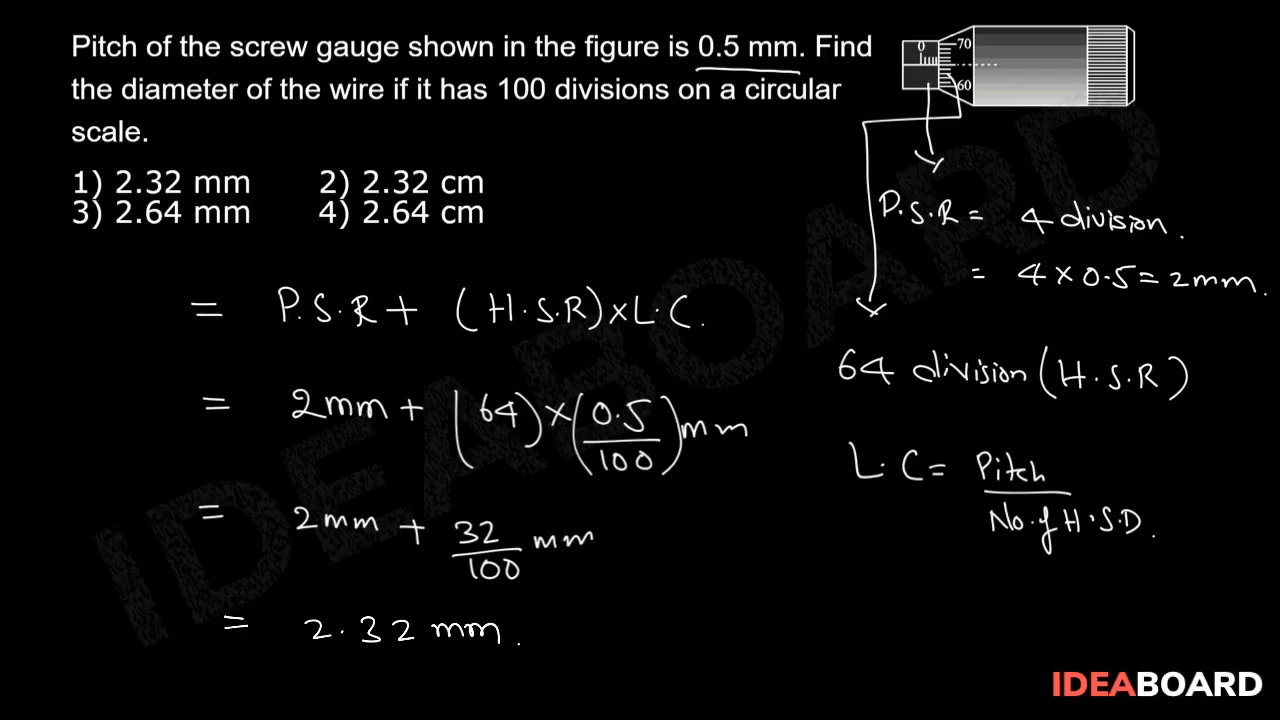 Pitch of the screw gauge shown in the figure is 0.5 mm. Find
the diameter of the wire if it has 100 divisions on a circular
scale.
1) 2.32 mm 2) 2.32 cm
3) 2.64 mm 4) 2.64 cm
0
70
60
P.S.R = 4 division.
= 4 × 0.5 = 2mm.
= P.S.R + (H.S.R) × L.C.
64 division (H.S.R)
= 2mm + (64) × (0.5/100) mm
L.C = Pitch / No. of H.S.D.
= 2mm + 32/100 mm
= 2.32 mm.
IDEABOARD
IDEABOARD